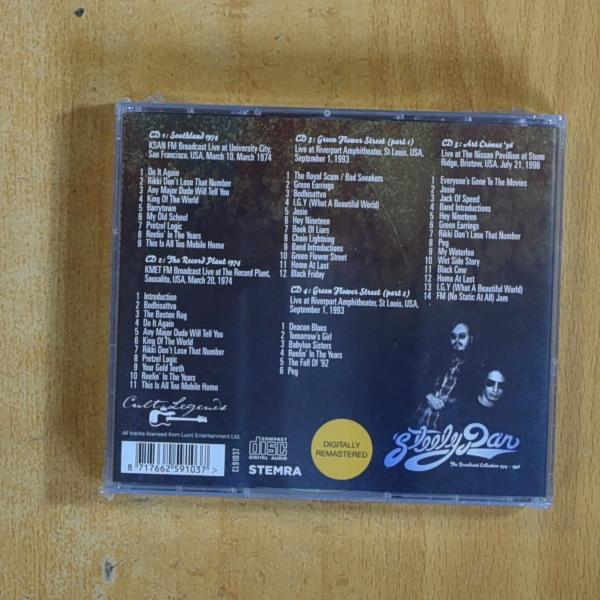 CD 1: Southland 1974
KSAN FM Broadcast Live at University City,
San Francisco, USA, March 10, March 1974
1 Do It Again
2 Rikki Don't Lose That Number
3 Any Major Dude Will Tell You
4 King Of The World
5 Barrytown
6 My Old School
7 Pretzel Logic
8 Reelin' In The Years
9 This Is All Too Mobile Home
CD 2: The Record Plant 1974
KMET FM Broadcast Live at The Record Plant,
Sausalito, USA, March 20, 1974
1 Introduction
2 Bodhisattva
3 The Boston Rag
4 Do It Again
5 Any Major Dude Will Tell You
6 King Of The World
7 Rikki Don't Lose That Number
8 Pretzel Logic
9 Your Gold Teeth
10 Reelin' In The Years
11 This Is All Too Mobile Home
CD 3: Green Flower Street (part 1)
Live at Riverport Amphitheater, St Louis, USA,
September 1, 1993
1 The Royal Scam / Bad Sneakers
2 Green Earrings
3 Bodhisattva
4 I.G.Y (What A Beautiful World)
5 Josie
6 Hey Nineteen
7 Book Of Liars
8 Chain Lightning
9 Band Introductions
10 Green Flower Street
11 Home At Last
12 Black Friday
CD 4: Green Flower Street (part 2)
Live at Riverport Amphitheater, St Louis, USA,
September 1, 1993
1 Deacon Blues
2 Tomorrow's Girl
3 Babylon Sisters
4 Reelin' In The Years
5 The Fall Of '92
6 Peg
CD 5: Art Crimes '96
Live at The Nissan Pavilion at Stone
Ridge, Bristow, USA, July 21, 1996
1 Everyone's Gone To The Movies
2 Josie
3 Jack Of Speed
4 Band Introductions
5 Hey Nineteen
6 Green Earrings
7 Rikki Don't Lose That Number
8 Peg
9 My Waterloo
10 Wet Side Story
11 Black Cow
12 Home At Last
13 I.G.Y (What A Beautiful World)
14 FM (No Static At All) Jam
Cult Legends
All tracks licensed from Lumi Entertainment Ltd.
8 717662 591037 >
CL91037
COMPACT
disc
DIGITAL AUDIO
STEMRA
DIGITALLY
REMASTERED
Steely Dan
The Broadcast Collection 1974 - 1996